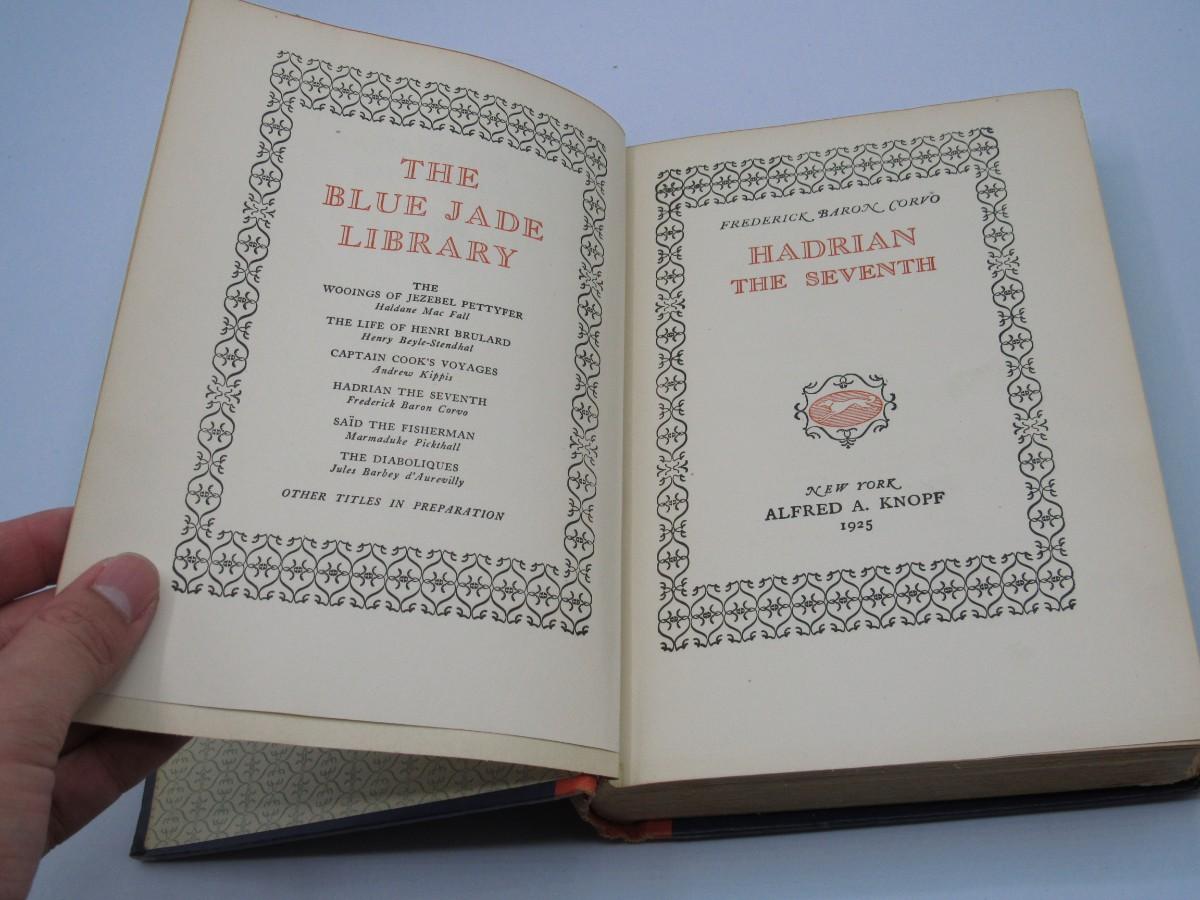 THE
BLUE JADE
LIBRARY
THE
WOOINGS OF JEZEBEL PETTYFER
Haldane Mac Fall
THE LIFE OF HENRI BRULARD
Henry Beyle-Stendhal
CAPTAIN COOK'S VOYAGES
Andrew Kippis
HADRIAN THE SEVENTH
Frederick Baron Corvo
SAÏD THE FISHERMAN
Marmaduke Pickthall
THE DIABOLIQUES
Jules Barbey d'Aurevilly
OTHER TITLES IN PREPARATION
FREDERICK BARON CORVO
HADRIAN
THE SEVENTH
NEW YORK
ALFRED A. KNOPF
1925